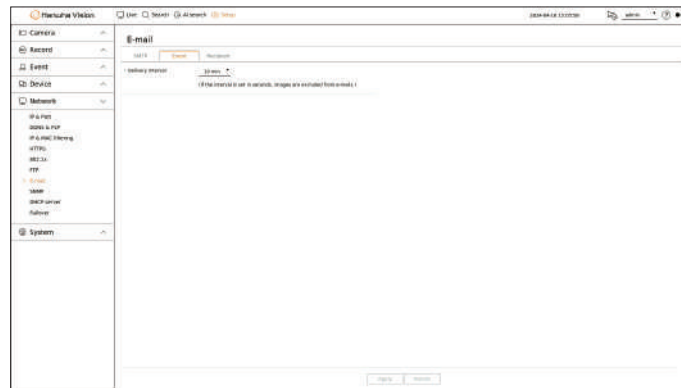 Hanwha Vision
Live Search AI search Setup
admin
Camera
Record
Event
Device
Network
IP & Port
DDNS & P2P
IP & MAC filtering
HTTPS
802.1x
FTP
E-mail
SNMP
DHCP server
Failover
System
E-mail
SMTP Event Recipient
Delivery interval
10 min
( If the interval is set in seconds, images are excluded from e-mails. )
Apply Revert